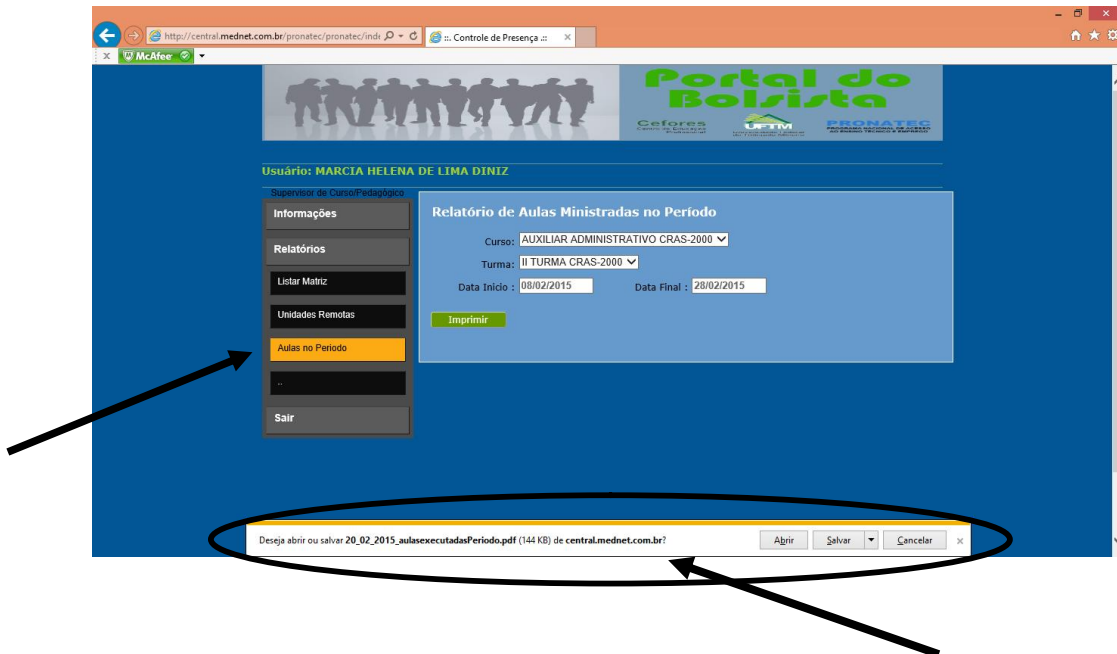 http://central.mednet.com.br/pronatec/pronatec/ind
::. Controle de Presença .::
x McAfee
Portal do
Bolsista
Cefores
UFTM
PRONATEC
Usuário: MARCIA HELENA DE LIMA DINIZ
Supervisor de Curso/Pedagógico
Informações
Relatórios
Listar Matriz
Unidades Remotas
Aulas no Periodo
..
Sair
Relatório de Aulas Ministradas no Período
Curso: AUXILIAR ADMINISTRATIVO CRAS-2000
Turma: II TURMA CRAS-2000
Data Inicio : 08/02/2015 Data Final : 28/02/2015
Imprimir
Deseja abrir ou salvar 20_02_2015_aulasexecutadasPeriodo.pdf (144 KB) de central.mednet.com.br?
Abrir Salvar Cancelar x